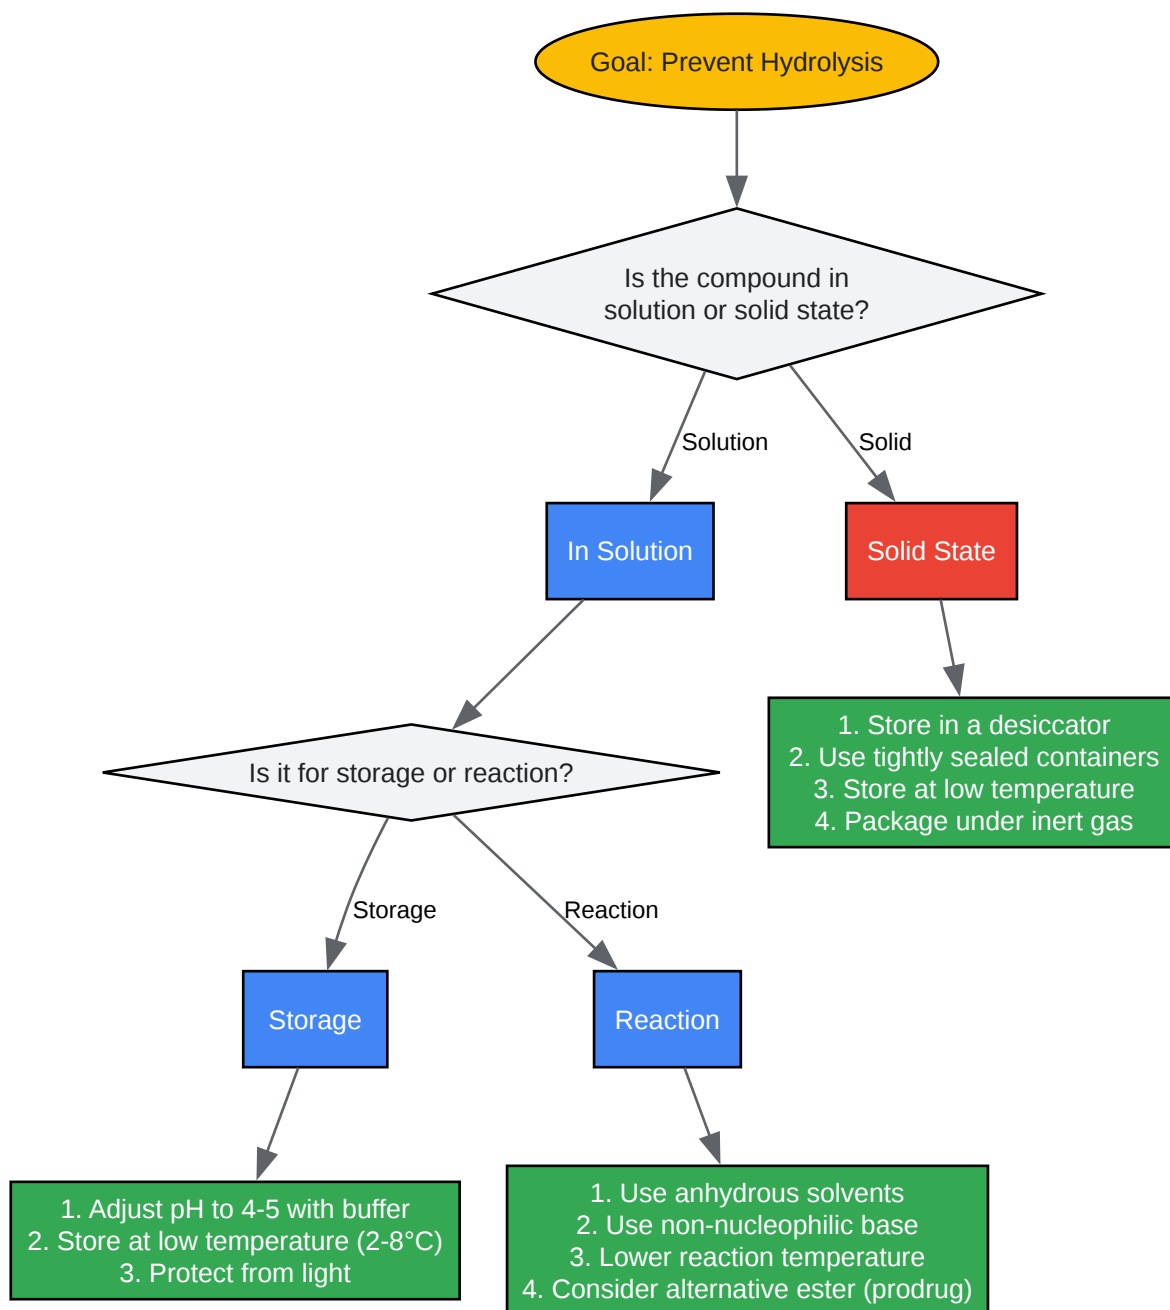 Goal: Prevent Hydrolysis
Is the compound in
solution or solid state?
Solution
Solid
In Solution
Solid State
1. Store in a desiccator
2. Use tightly sealed containers
3. Store at low temperature
4. Package under inert gas
Is it for storage or reaction?
Storage
Reaction
Storage
Reaction
1. Adjust pH to 4-5 with buffer
2. Store at low temperature (2-8°C)
3. Protect from light
1. Use anhydrous solvents
2. Use non-nucleophilic base
3. Lower reaction temperature
4. Consider alternative ester (prodrug)